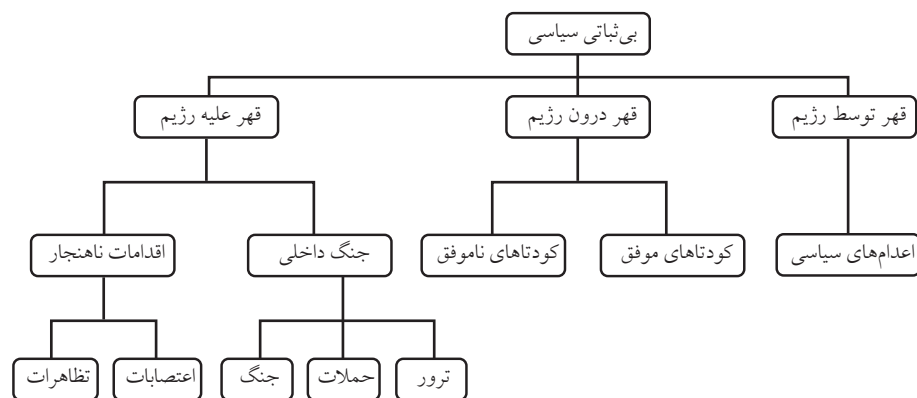 بی‌ثباتی سیاسی
قهر توسط رژیم
قهر درون رژیم
قهر علیه رژیم
اعدام‌های سیاسی
کودتاهای موفق
کودتاهای ناموفق
جنگ داخلی
اقدامات ناهنجار
ترور
حملات
جنگ
اعتصابات
تظاهرات